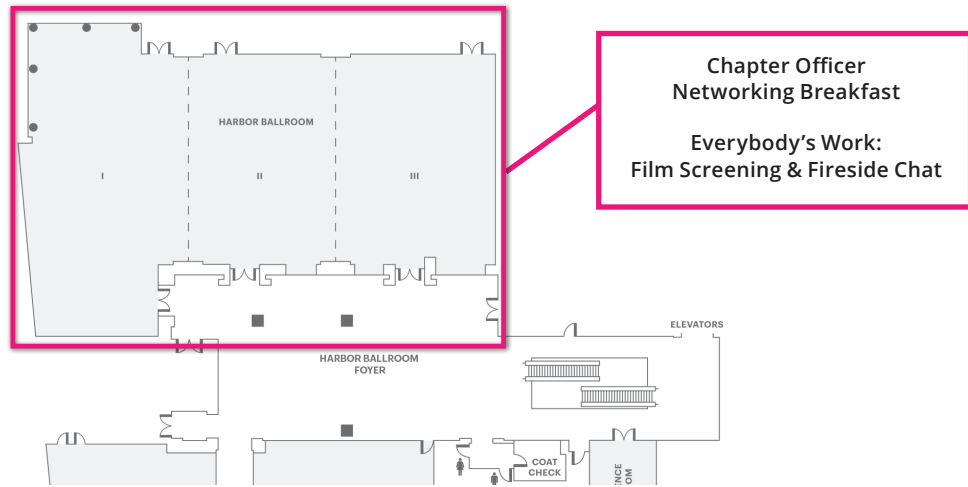 Chapter Officer
Networking Breakfast
Everybody's Work:
Film Screening & Fireside Chat
HARBOR BALLROOM
I
II
III
ELEVATORS
HARBOR BALLROOM
FOYER
COAT
CHECK